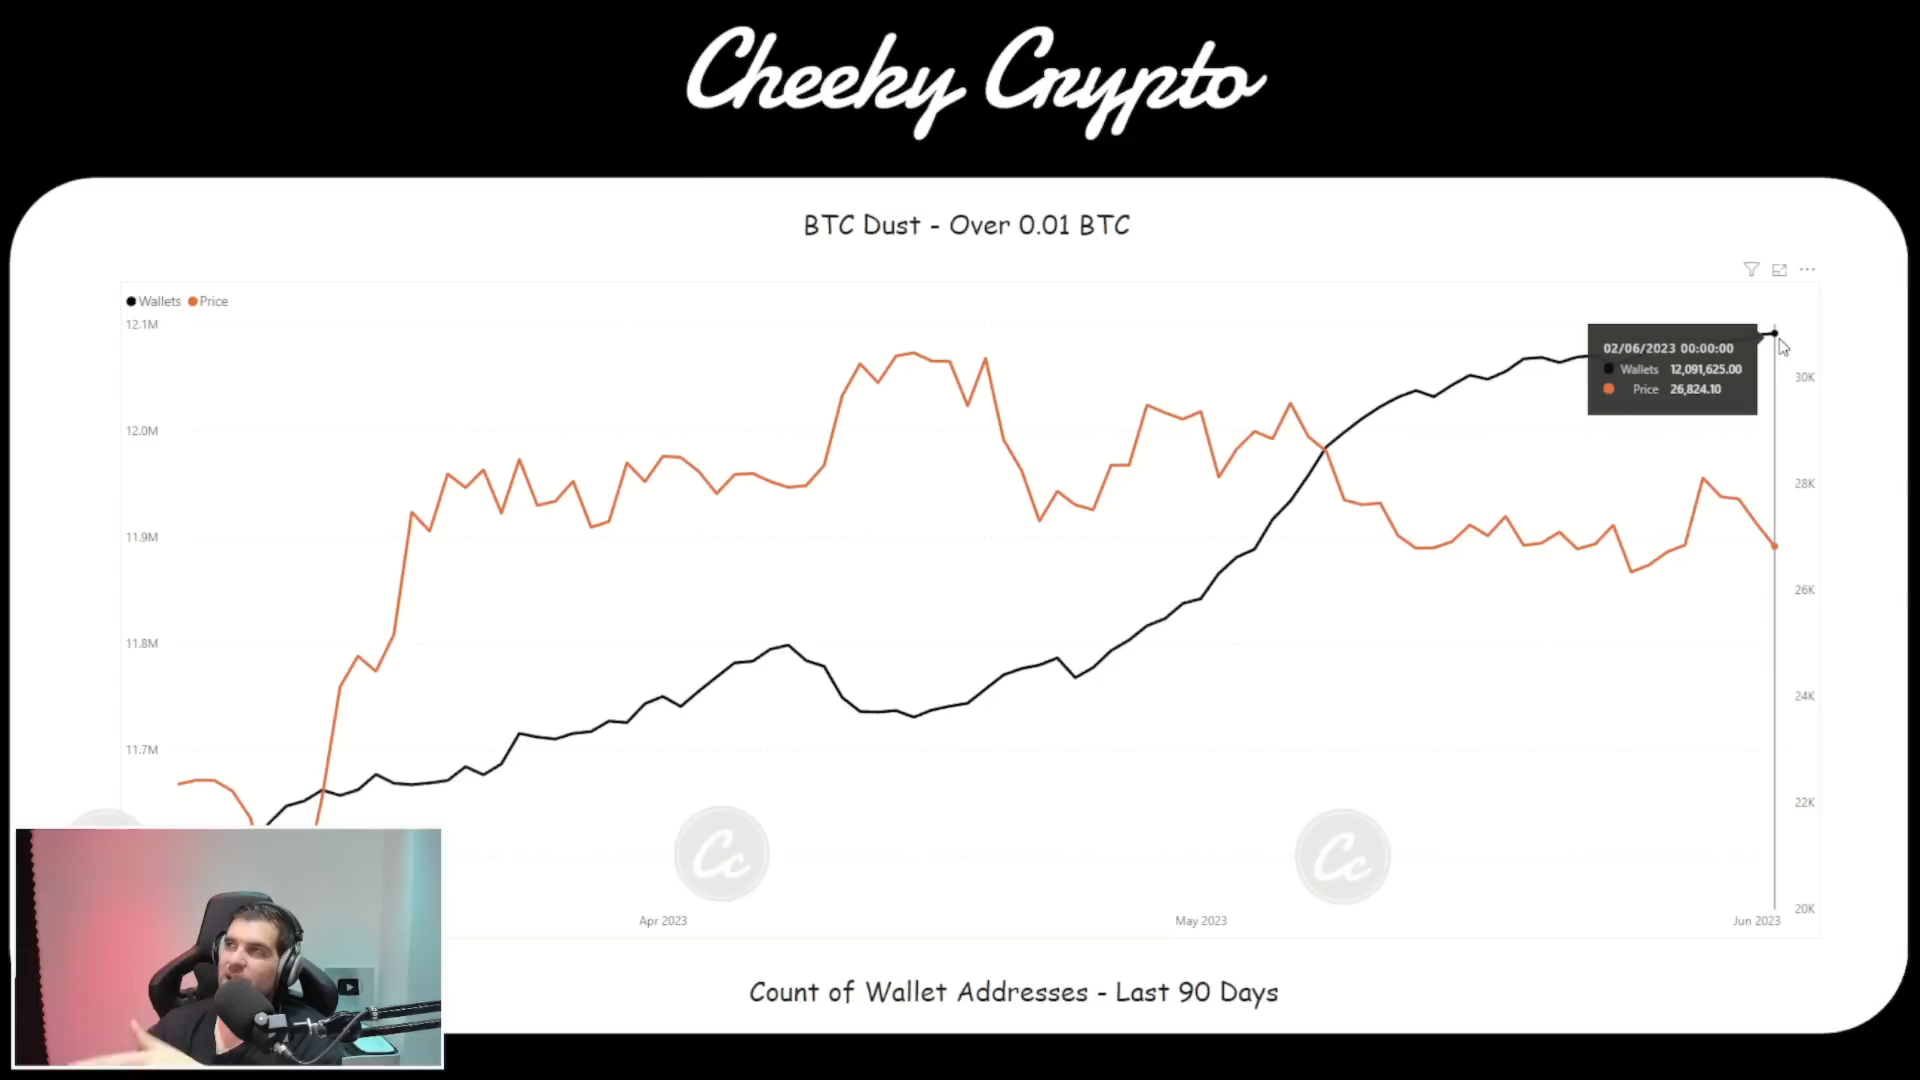 Cheeky Crypto
BTC Dust - Over 0.01 BTC
Wallets Price
12.1M
12.0M
11.9M
11.8M
11.7M
02/06/2023 00:00:00
Wallets 12,091,625.00
Price 26,824.10
30K
28K
26K
24K
22K
20K
Cc
Cc
Apr 2023
May 2023
Jun 2023
Count of Wallet Addresses - Last 90 Days